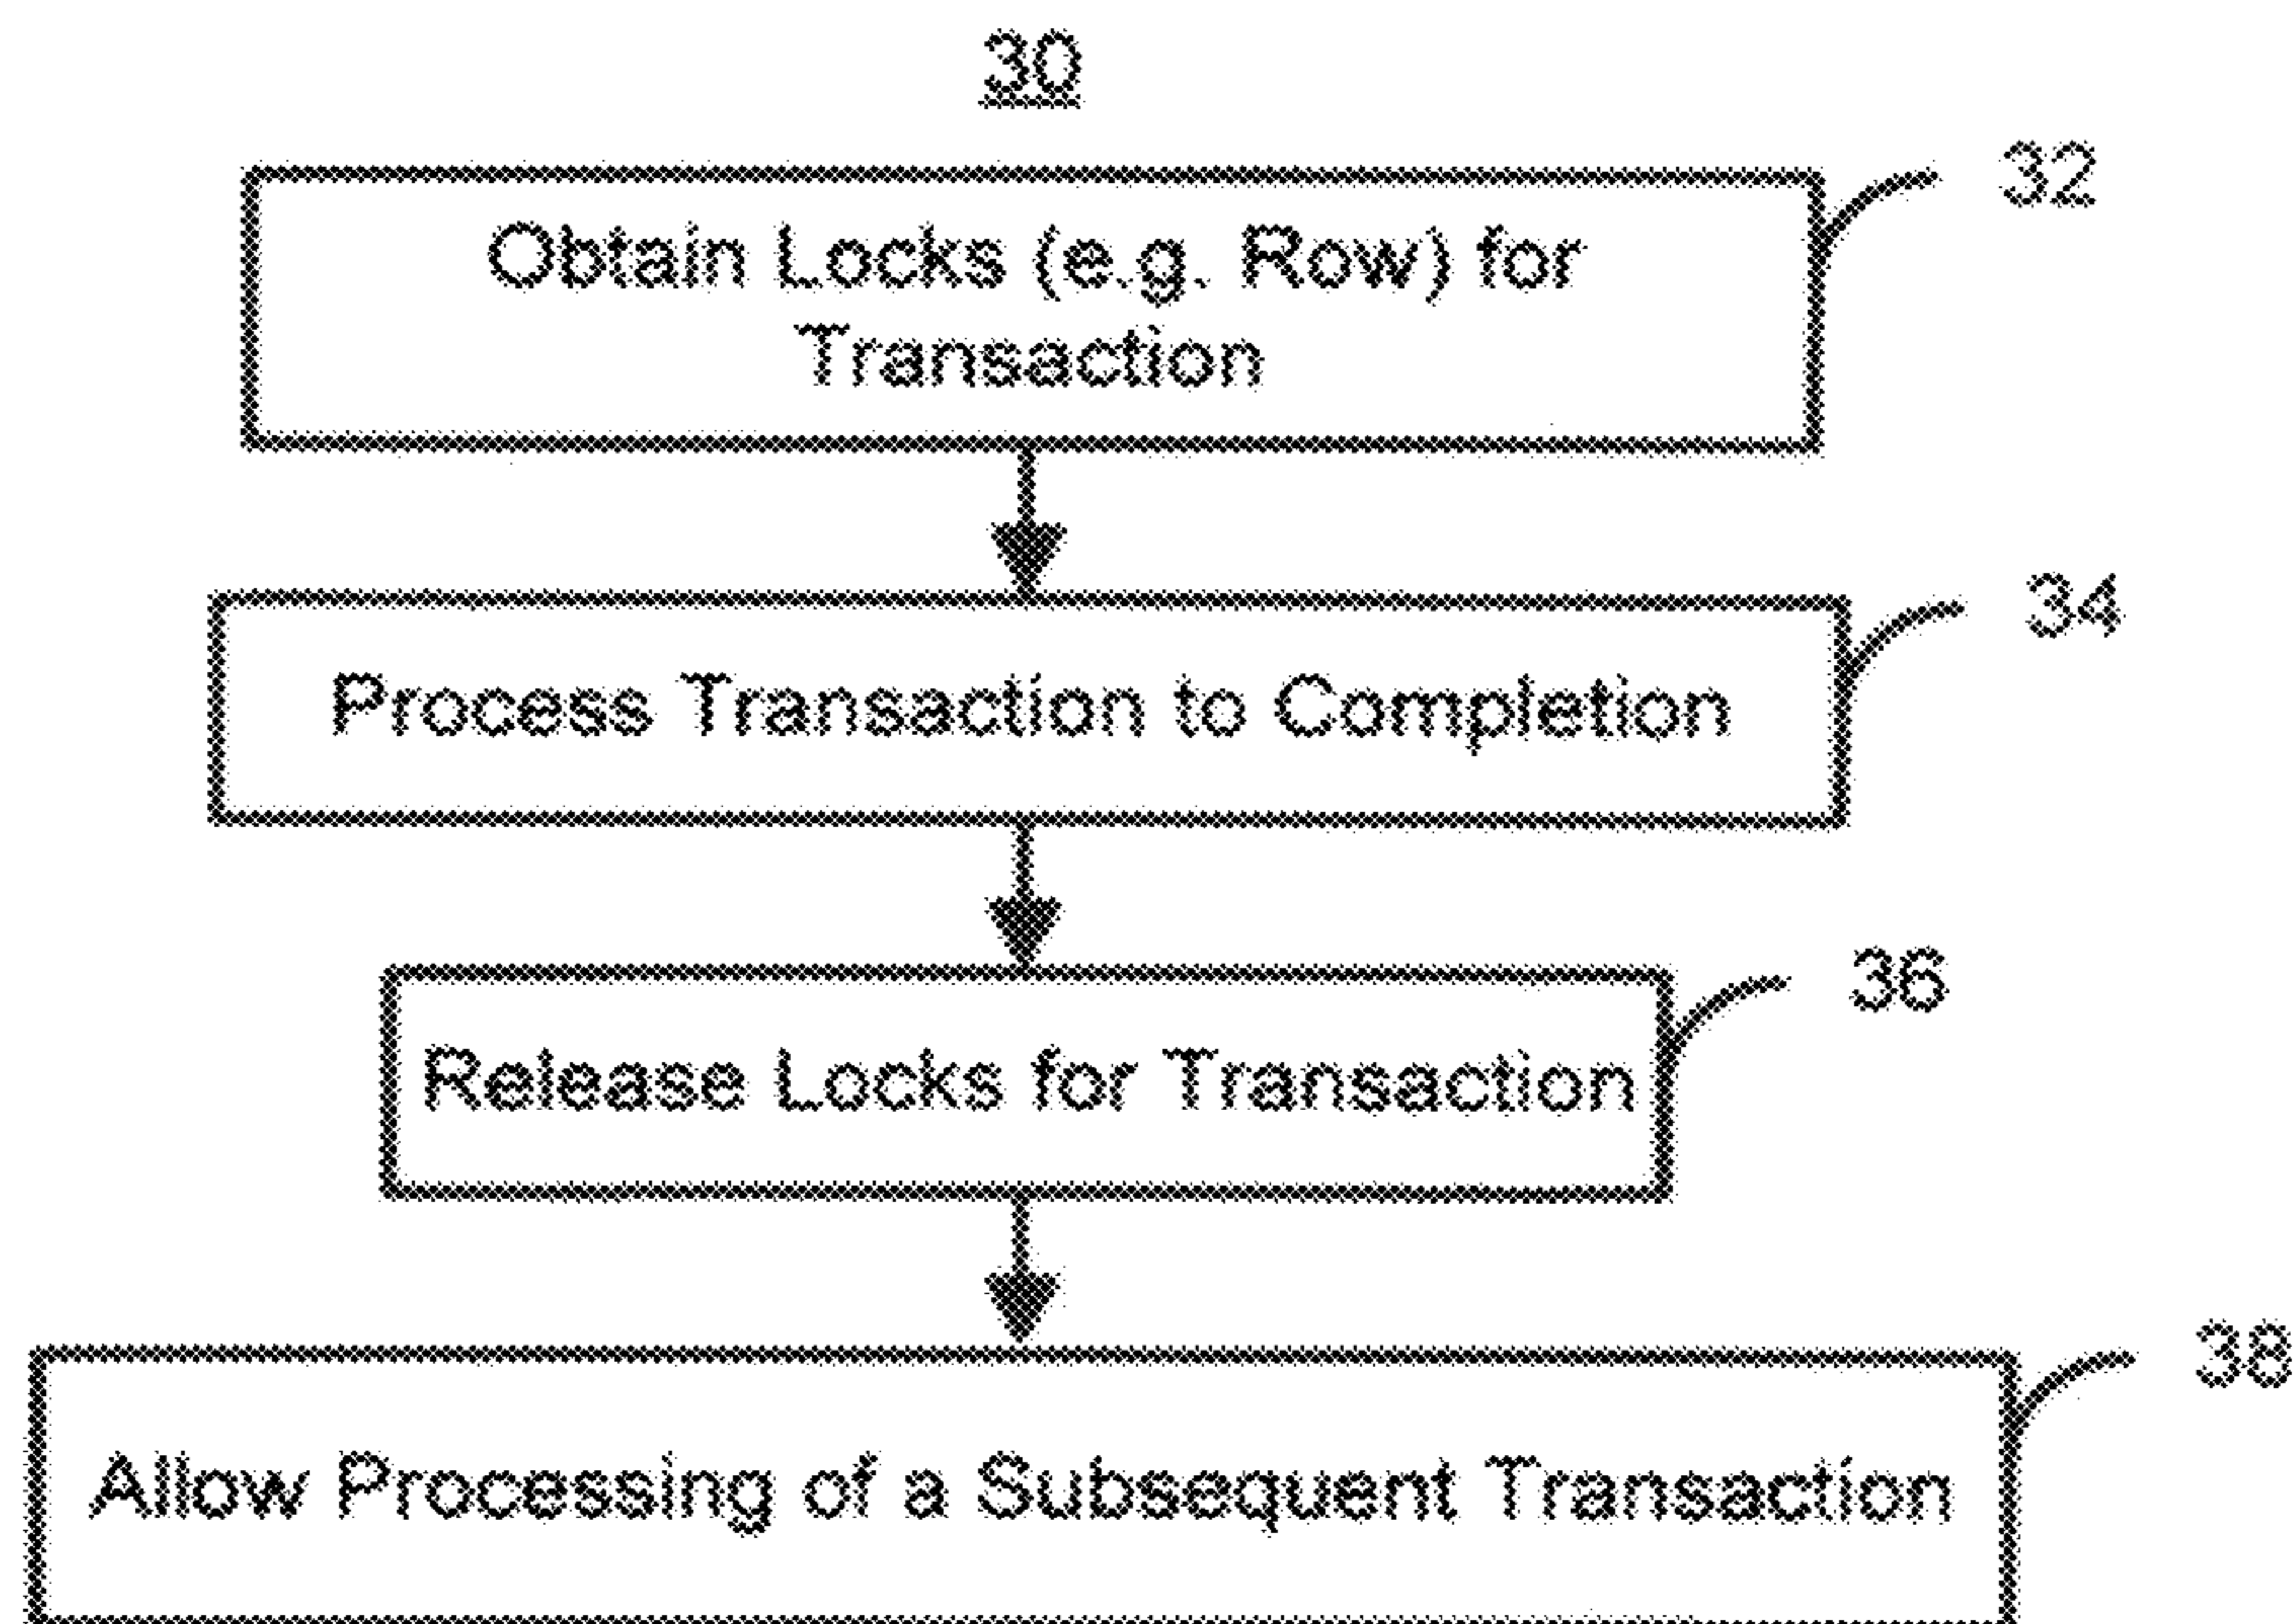 30
32
Obtain Locks (e.g. Row) for
Transaction
34
Process Transaction to Completion
36
Release Locks for Transaction
38
Allow Processing of a Subsequent Transaction